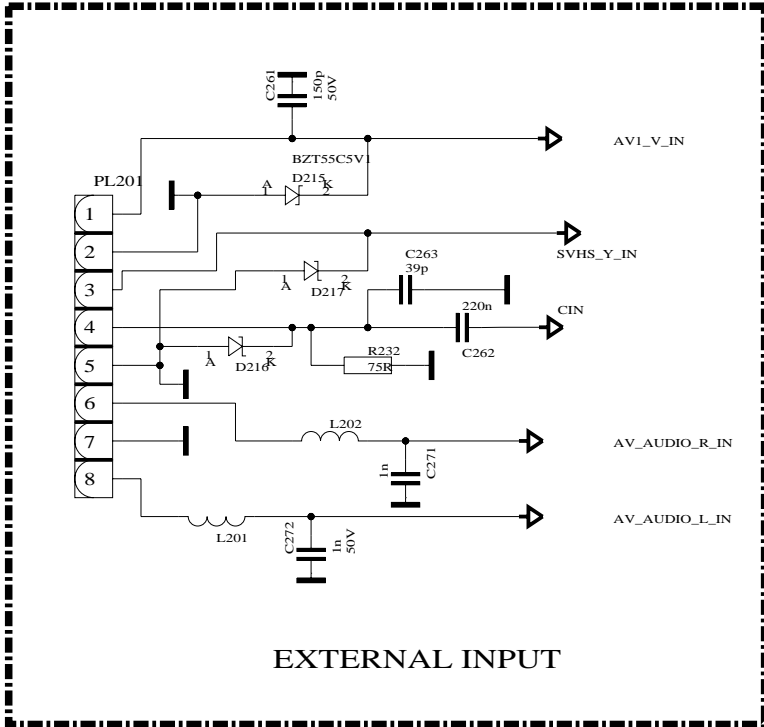 C261
150p
50V
AV1_V_IN
BZT55C5V1
PL201
A
1
D215
K
2
1
2
SVHS_Y_IN
C263
39p
3
1
A
D217
2
K
220n
CIN
4
C262
1
A
D216
2
K
R232
75R
5
6
L202
AV_AUDIO_R_IN
1n
C271
7
8
AV_AUDIO_L_IN
L201
C272
1n
50V
EXTERNAL INPUT